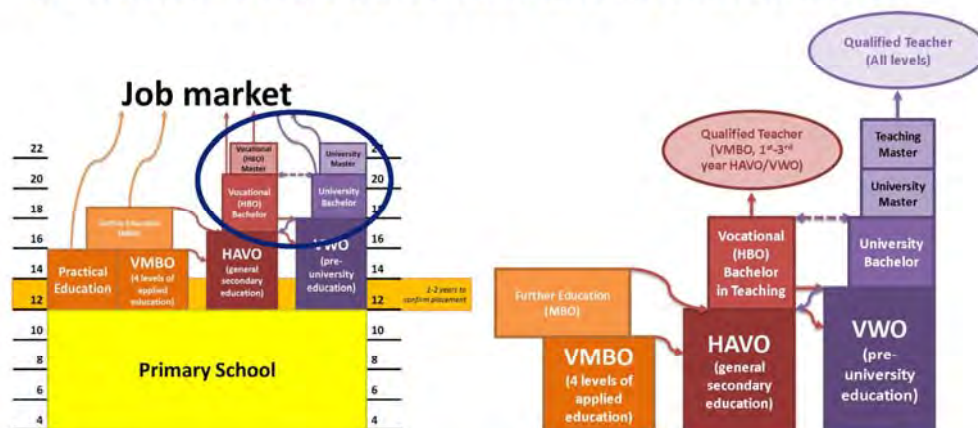 Job market
22
20
18
16
14
12
10
8
6
4
Vocational
(HBO) Master
University
Master
Vocational
(HBO)
Bachelor
University
Bachelor
Further Education
Practical
Education
VMBO
(4 levels of
applied
education)
HAVO
(general
secondary
education)
VWO
(pre-
university
education)
22
20
18
16
14
12
10
8
6
4
1-2 years to
confirm placement
Primary School
Qualified Teacher
(All levels)
Qualified Teacher
(VMBO, 1st-3rd
year HAVO/VWO)
Teaching
Master
University
Master
Vocational
(HBO)
Bachelor
in Teaching
University
Bachelor
Further Education
(MBO)
VMBO
(4 levels of
applied
education)
HAVO
(general
secondary
education)
VWO
(pre-
university
education)